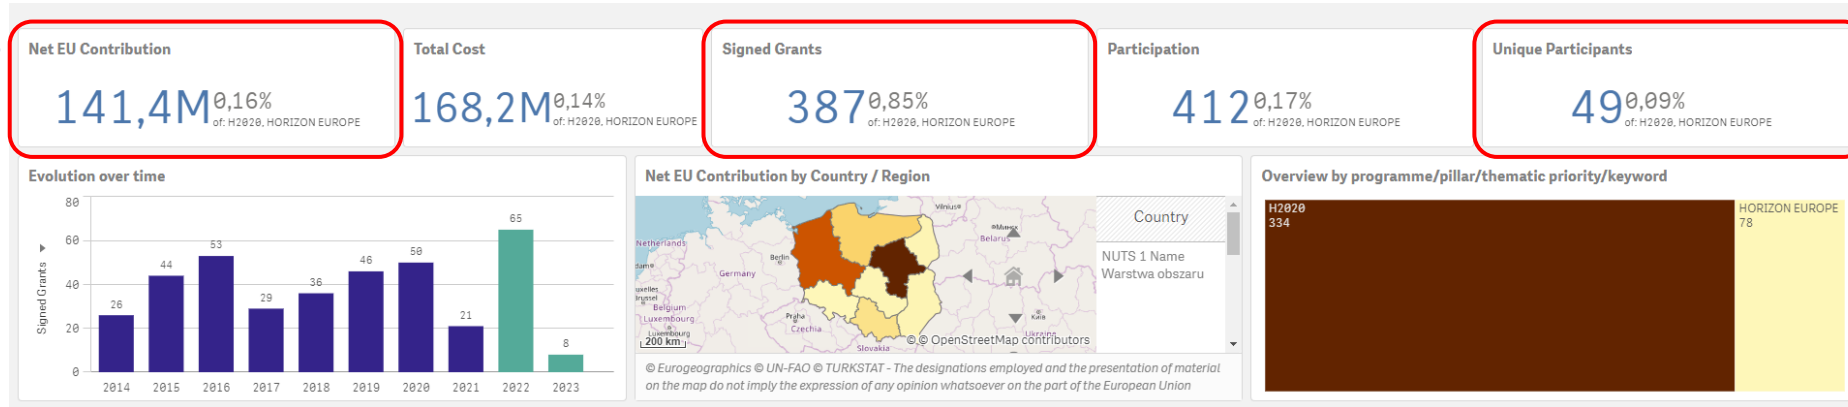 Net EU Contribution
141,4M 0,16%
of: H2020, HORIZON EUROPE
Total Cost
168,2M 0,14%
of: H2020, HORIZON EUROPE
Signed Grants
387 0,85%
of: H2020, HORIZON EUROPE
Participation
412 0,17%
of: H2020, HORIZON EUROPE
Unique Participants
49 0,09%
of: H2020, HORIZON EUROPE
Evolution over time
Signed Grants
80
60
40
20
0
26
44
53
29
36
46
50
21
65
8
2014
2015
2016
2017
2018
2019
2020
2021
2022
2023
Net EU Contribution by Country / Region
Vilnius
Belarus
Netherlands
Berlin
Germany
Belgium
Luxembourg
Luxembourg
Praha
Czechia
Slovakia
Київ
Ukraine
200 km
© © OpenStreetMap contributors
Country
NUTS 1 Name
Warstwa obszaru
© Eurogeographics © UN-FAO © TURKSTAT - The designations employed and the presentation of material
on the map do not imply the expression of any opinion whatsoever on the part of the European Union
Overview by programme/pillar/thematic priority/keyword
H2020
334
HORIZON EUROPE
78